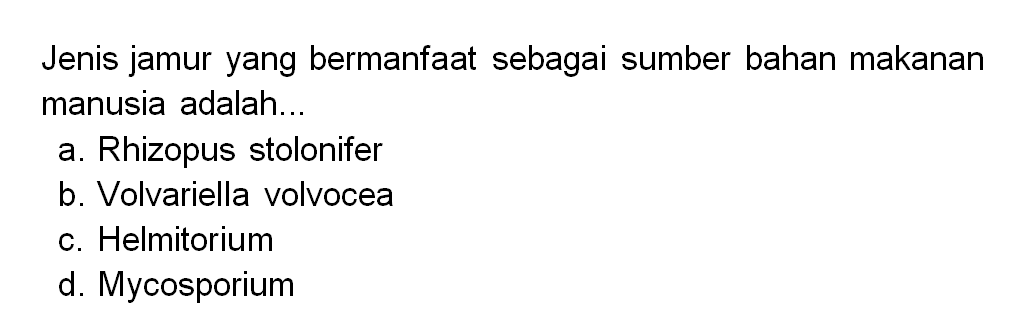 Jenis jamur yang bermanfaat sebagai sumber bahan makanan
manusia adalah...
a. Rhizopus stolonifer
b. Volvariella volvocea
c. Helmitorium
d. Mycosporium